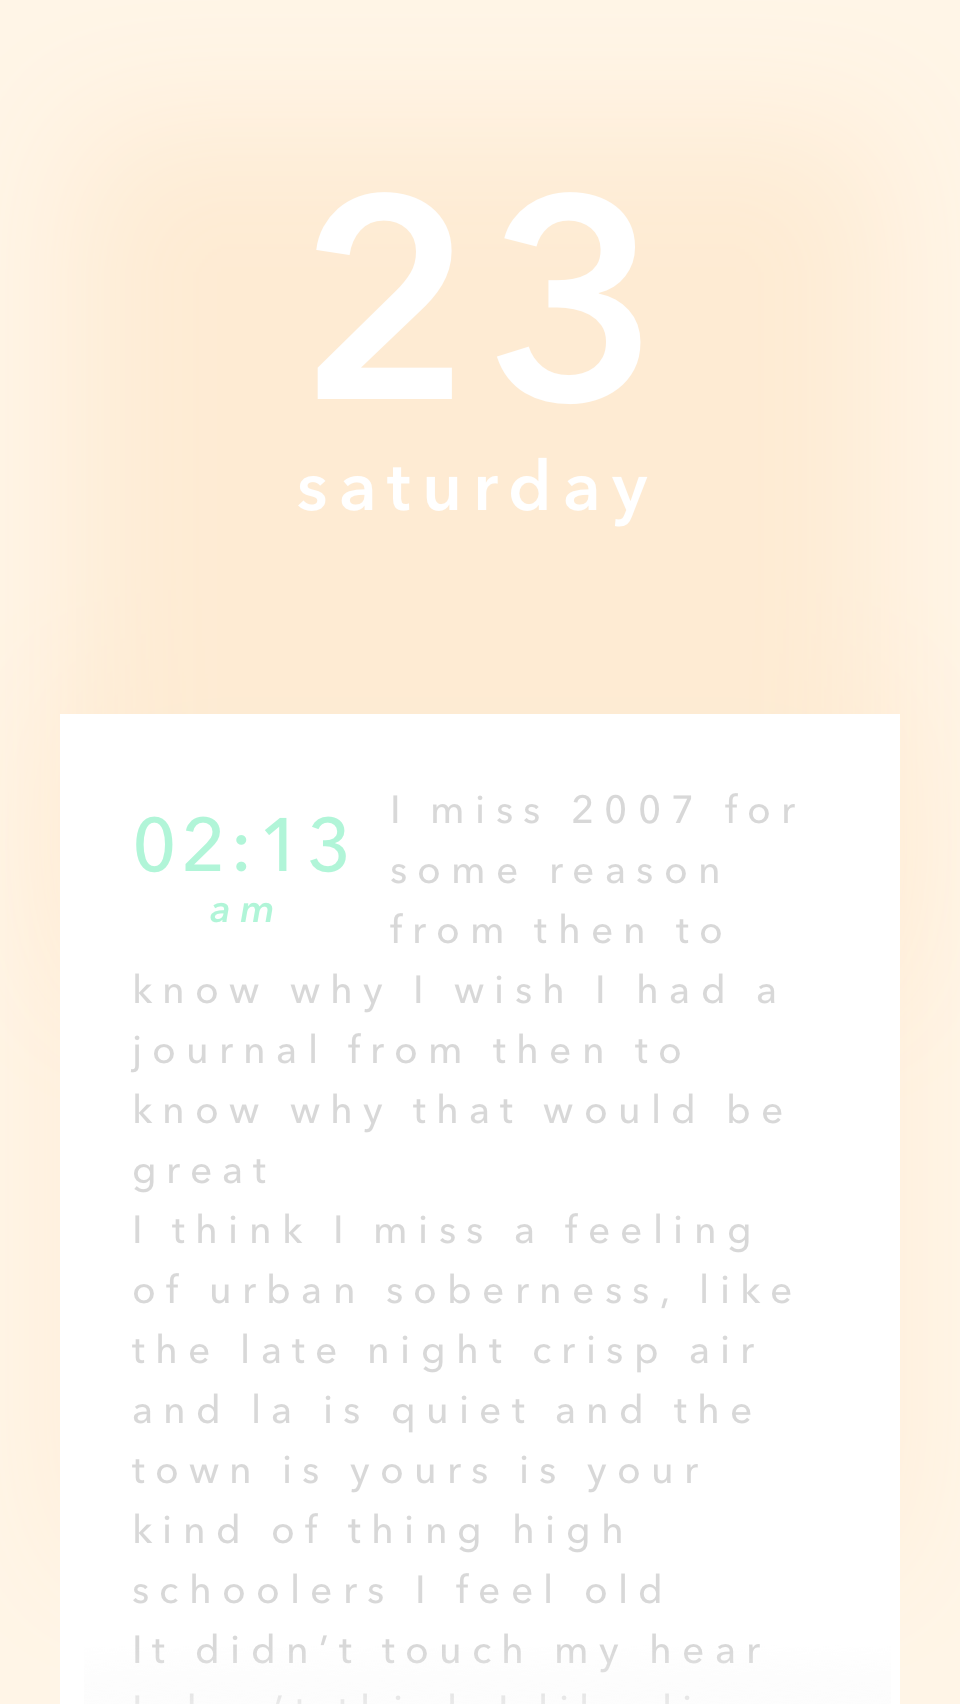 23
saturday
02:13
am
I miss 2007 for
some reason
from then to
know why I wish I had a
journal from then to
know why that would be
great
I think I miss a feeling
of urban soberness, like
the late night crisp air
and la is quiet and the
town is yours is your
kind of thing high
schoolers I feel old
It didn’t touch my hear